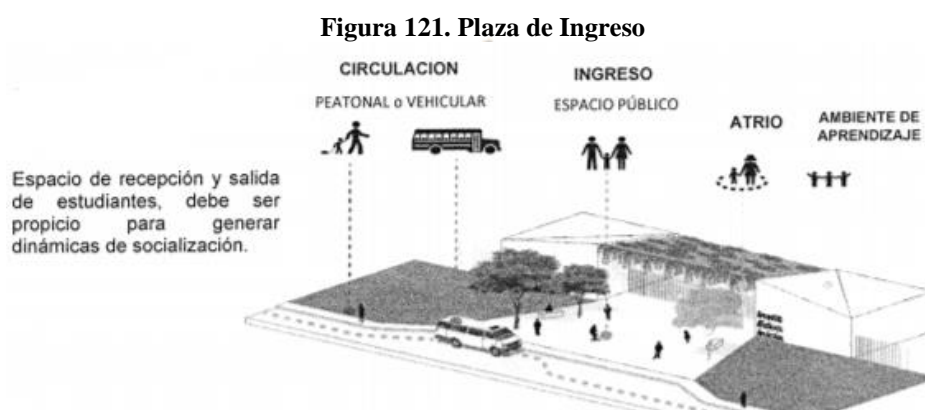 Figura 121. Plaza de Ingreso
CIRCULACION
PEATONAL o VEHICULAR
INGRESO
ESPACIO PÚBLICO
ATRIO
AMBIENTE DE
APRENDIZAJE
Espacio de recepción y salida
de estudiantes, debe ser
propicio para generar
dinámicas de socialización.